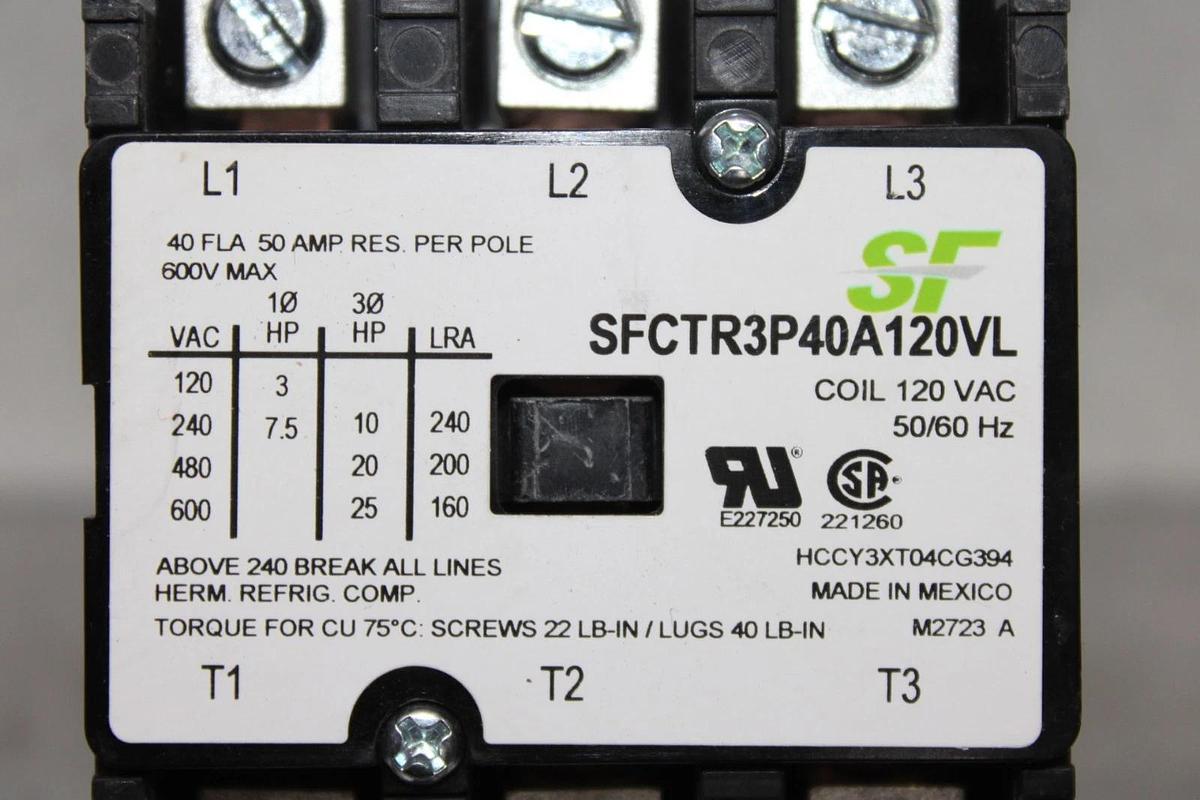 L1 L2 L3
40 FLA 50 AMP. RES. PER POLE
600V MAX
SF
1Ø 3Ø
VAC HP HP LRA
120 3
240 7.5 10 240
480 20 200
600 25 160
SFCTR3P40A120VL
COIL 120 VAC
50/60 Hz
RU® SA
E227250 221260
HCCY3XT04CG394
ABOVE 240 BREAK ALL LINES
HERM. REFRIG. COMP.
MADE IN MEXICO
TORQUE FOR CU 75°C: SCREWS 22 LB-IN / LUGS 40 LB-IN M2723 A
T1 T2 T3